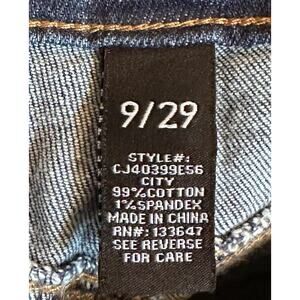 9/29
STYLE#:
CJ40399E56
CITY
99%COTTON
1%SPANDEX
MADE IN CHINA
RN#: 133647
SEE REVERSE
FOR CARE